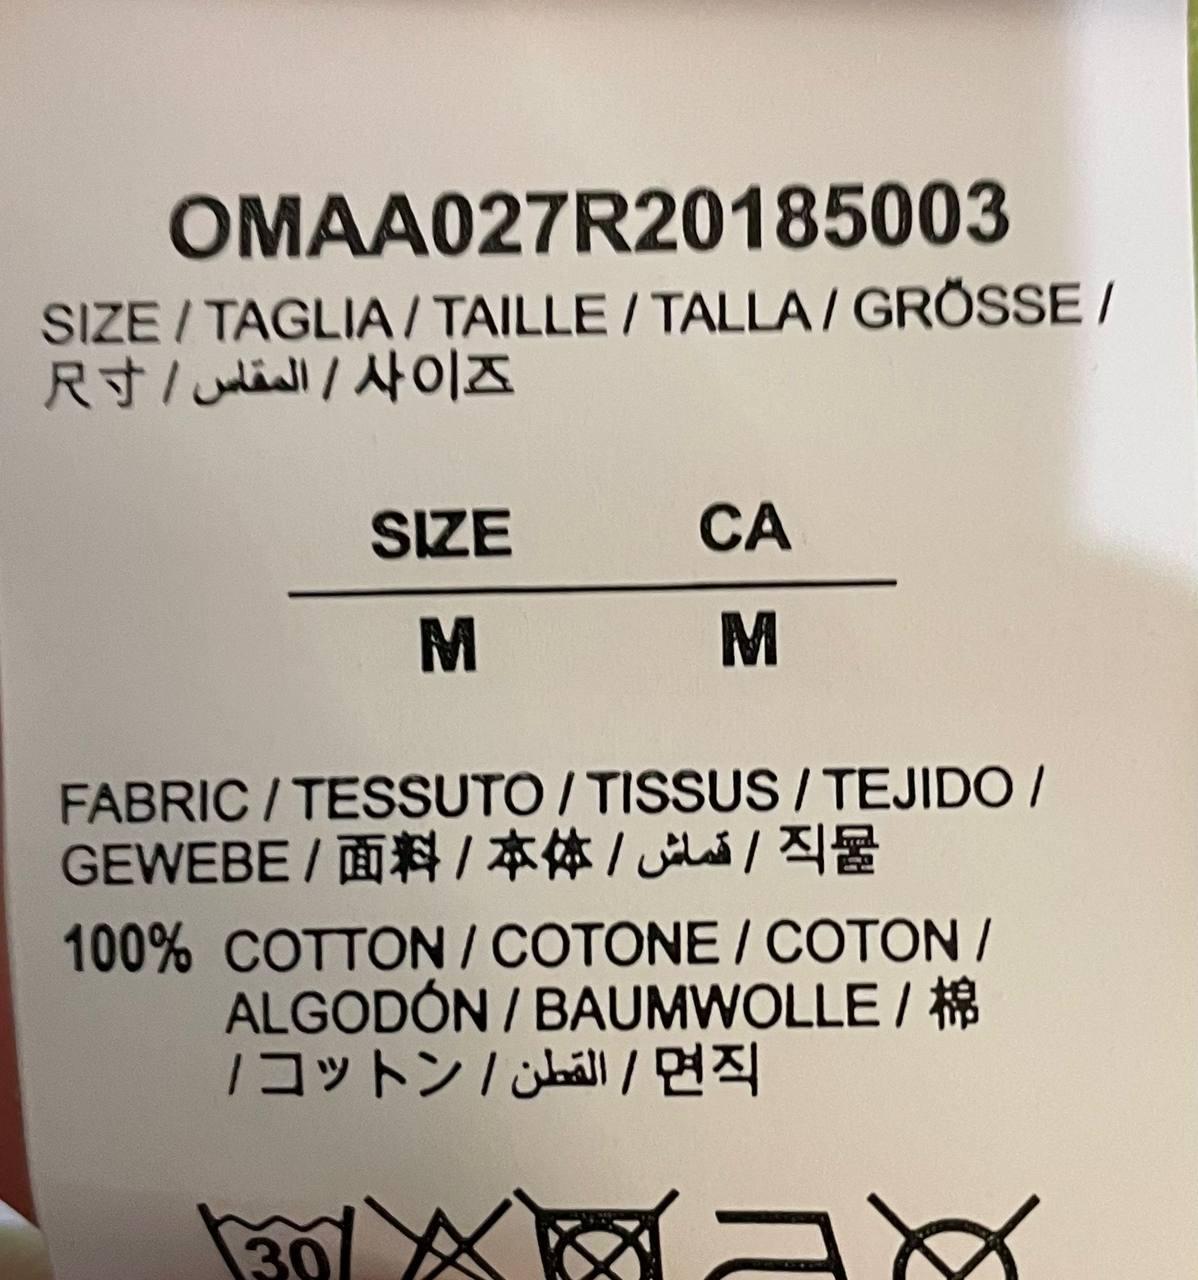 OMAA027R20185003
SIZE / TAGLIA / TAILLE / TALLA / GRÖSSE /
尺寸 / المقاس / 사이즈
SIZE CA
M M
FABRIC / TESSUTO / TISSUS / TEJIDO /
GEWEBE / 面料 / 本体 / قماش / 직물
100% COTTON / COTONE / COTON /
ALGODÓN / BAUMWOLLE / 棉
/ コットン / القطن / 면직
30